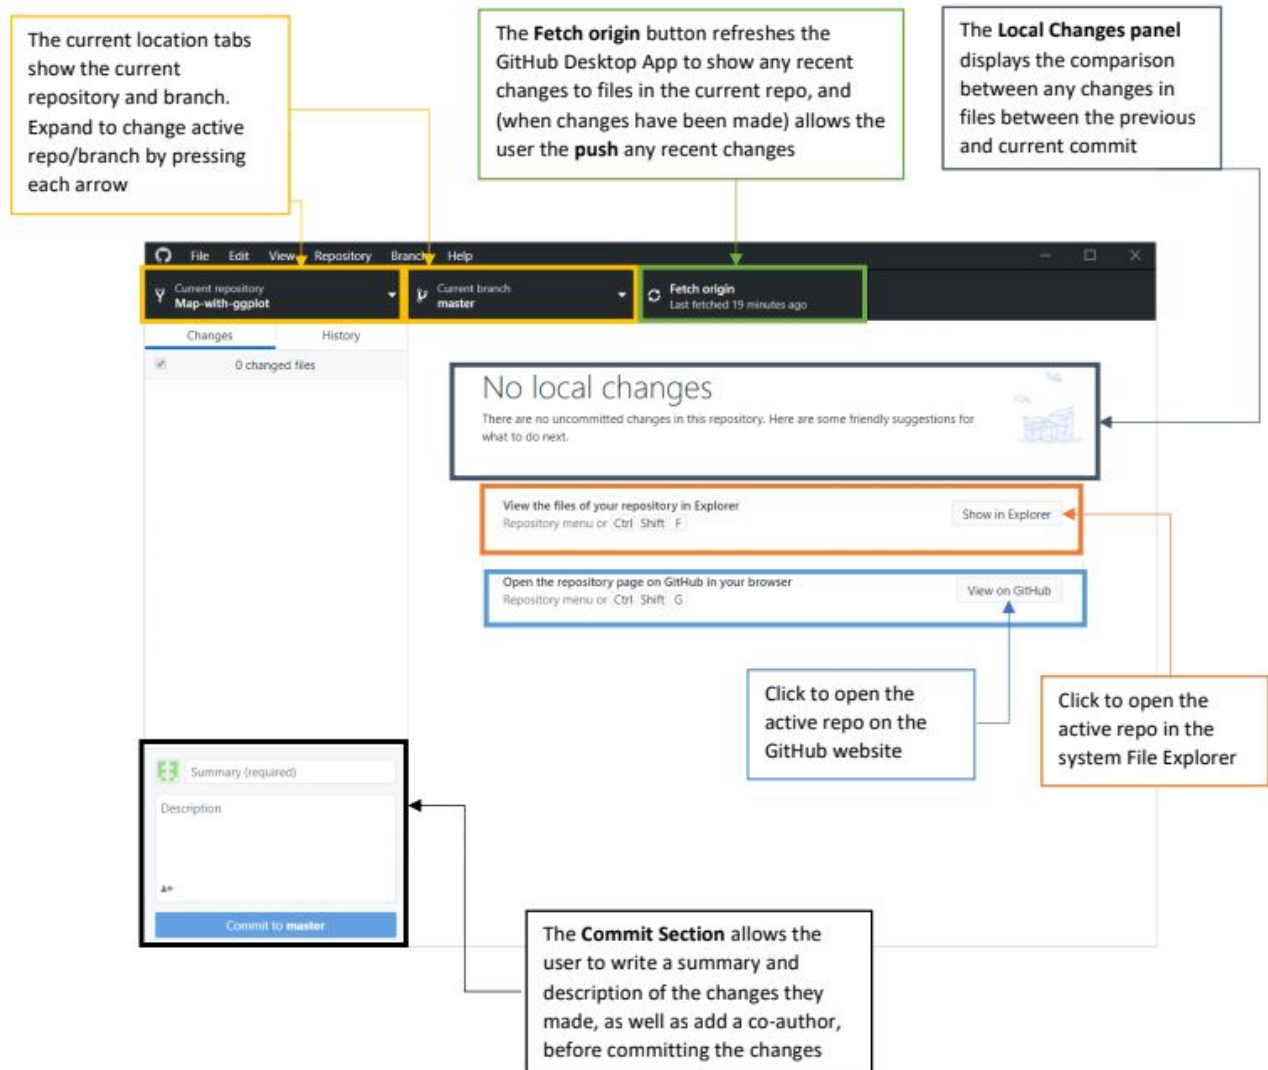 The current location tabs
show the current
repository and branch.
Expand to change active
repo/branch by pressing
each arrow
The Fetch origin button refreshes the
GitHub Desktop App to show any recent
changes to files in the current repo, and
(when changes have been made) allows the
user the push any recent changes
The Local Changes panel
displays the comparison
between any changes in
files between the previous
and current commit
File Edit View Repository Branch Help
Current repository
Map-with-ggplot
Current branch
master
Fetch origin
Last fetched 19 minutes ago
Changes History
0 changed files
No local changes
There are no uncommitted changes in this repository. Here are some friendly suggestions for
what to do next.
View the files of your repository in Explorer
Repository menu or Ctrl Shift F
Show in Explorer
Open the repository page on GitHub in your browser
Repository menu or Ctrl Shift G
View on GitHub
Click to open the
active repo on the
GitHub website
Click to open the
active repo in the
system File Explorer
Summary (required)
Description
Commit to master
The Commit Section allows the
user to write a summary and
description of the changes they
made, as well as add a co-author,
before committing the changes